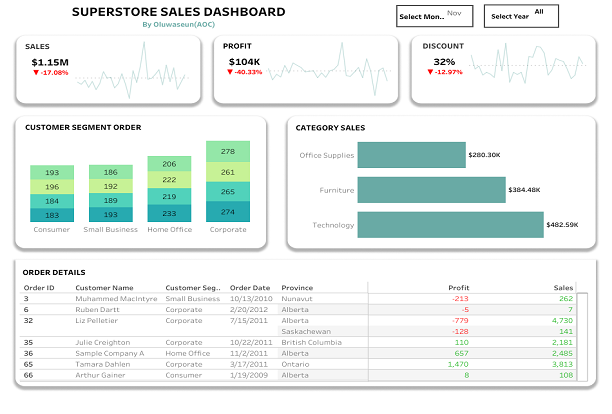 SUPERSTORE SALES DASHBOARD
By Oluwaseun(AOC)
Select Mon.. Nov
Select Year All
SALES
$1.15M
▼ -17.08%
PROFIT
$104K
▼ -40.33%
DISCOUNT
32%
▼ -12.97%
CUSTOMER SEGMENT ORDER
193 186 206 278
196 192 222 261
184 189 219 265
183 193 233 274
Consumer Small Business Home Office Corporate
CATEGORY SALES
Office Supplies $280.30K
Furniture $384.48K
Technology $482.59K
ORDER DETAILS
Order ID Customer Name Customer Seg.. Order Date Province Profit Sales
3 Muhammed MacIntyre Small Business 10/13/2010 Nunavut -213 262
6 Ruben Dartt Corporate 2/20/2012 Alberta -5 7
32 Liz Pelletier Corporate 7/15/2011 Alberta -779 4,730
Saskachewan -128 141
35 Julie Creighton Corporate 10/22/2011 British Columbia 110 2,181
36 Sample Company A Home Office 11/2/2011 Alberta 657 2,485
65 Tamara Dahlen Corporate 3/17/2011 Ontario 1,470 3,813
66 Arthur Gainer Consumer 1/19/2009 Alberta 8 108